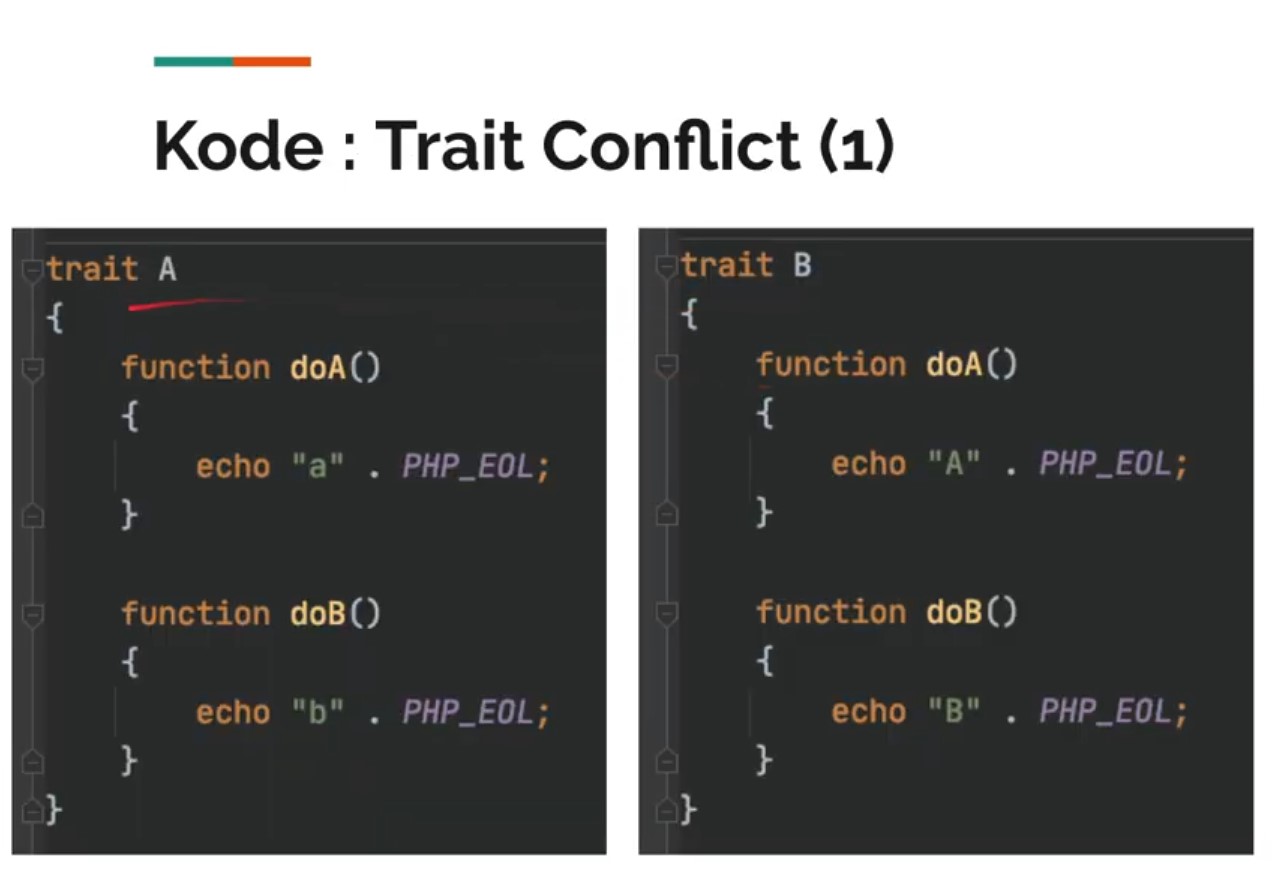 Kode : Trait Conflict (1)
trait A
{
    function doA()
    {
        echo "a" . PHP_EOL;
    }

    function doB()
    {
        echo "b" . PHP_EOL;
    }
}
trait B
{
    function doA()
    {
        echo "A" . PHP_EOL;
    }

    function doB()
    {
        echo "B" . PHP_EOL;
    }
}